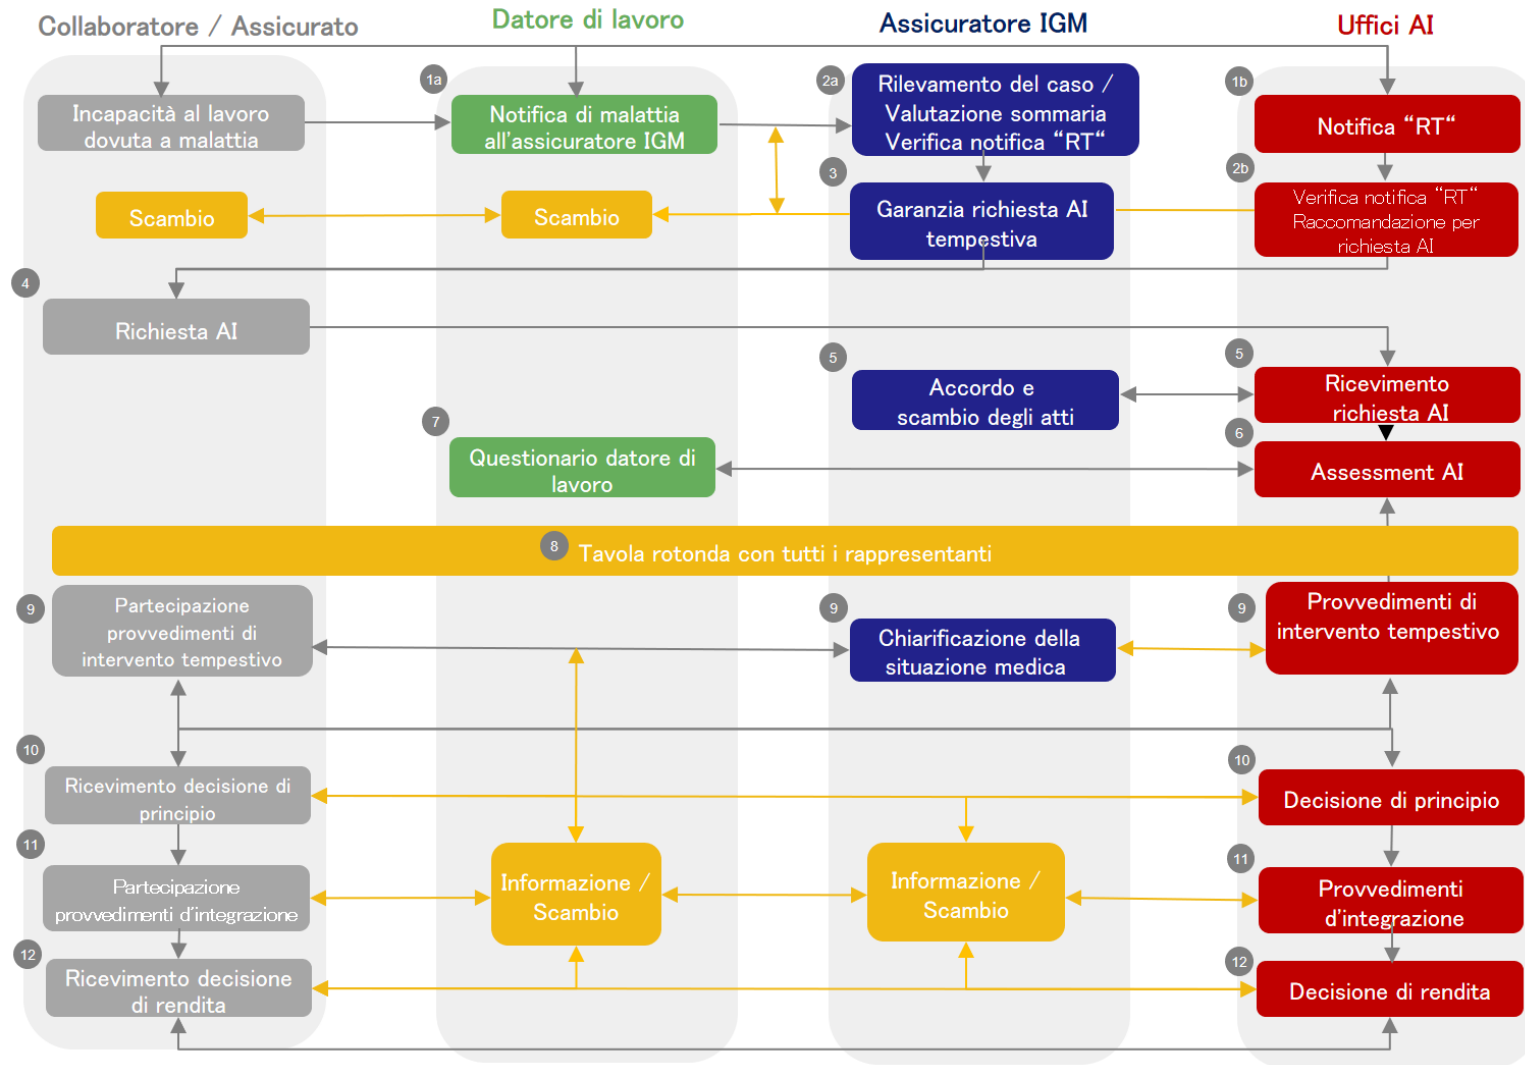 Collaboratore / Assicurato
Datore di lavoro
Assicuratore IGM
Uffici AI
Incapacità al lavoro
dovuta a malattia
1a
Notifica di malattia
all'assicuratore IGM
2a
Rilevamento del caso /
Valutazione sommaria
Verifica notifica “RT“
1b
Notifica “RT“
Scambio
Scambio
3
Garanzia richiesta AI
tempestiva
2b
Verifica notifica “RT“
Raccomandazione per
richiesta AI
4
Richiesta AI
5
Accordo e
scambio degli atti
5
Ricevimento
richiesta AI
7
Questionario datore di
lavoro
6
Assessment AI
8
Tavola rotonda con tutti i rappresentanti
9
Partecipazione
provvedimenti di
intervento tempestivo
9
Chiarificazione della
situazione medica
9
Provvedimenti di
intervento tempestivo
10
Ricevimento decisione di
principio
10
Decisione di principio
11
Partecipazione
provvedimenti d'integrazione
Informazione /
Scambio
Informazione /
Scambio
11
Provvedimenti
d'integrazione
12
Ricevimento decisione
di rendita
12
Decisione di rendita